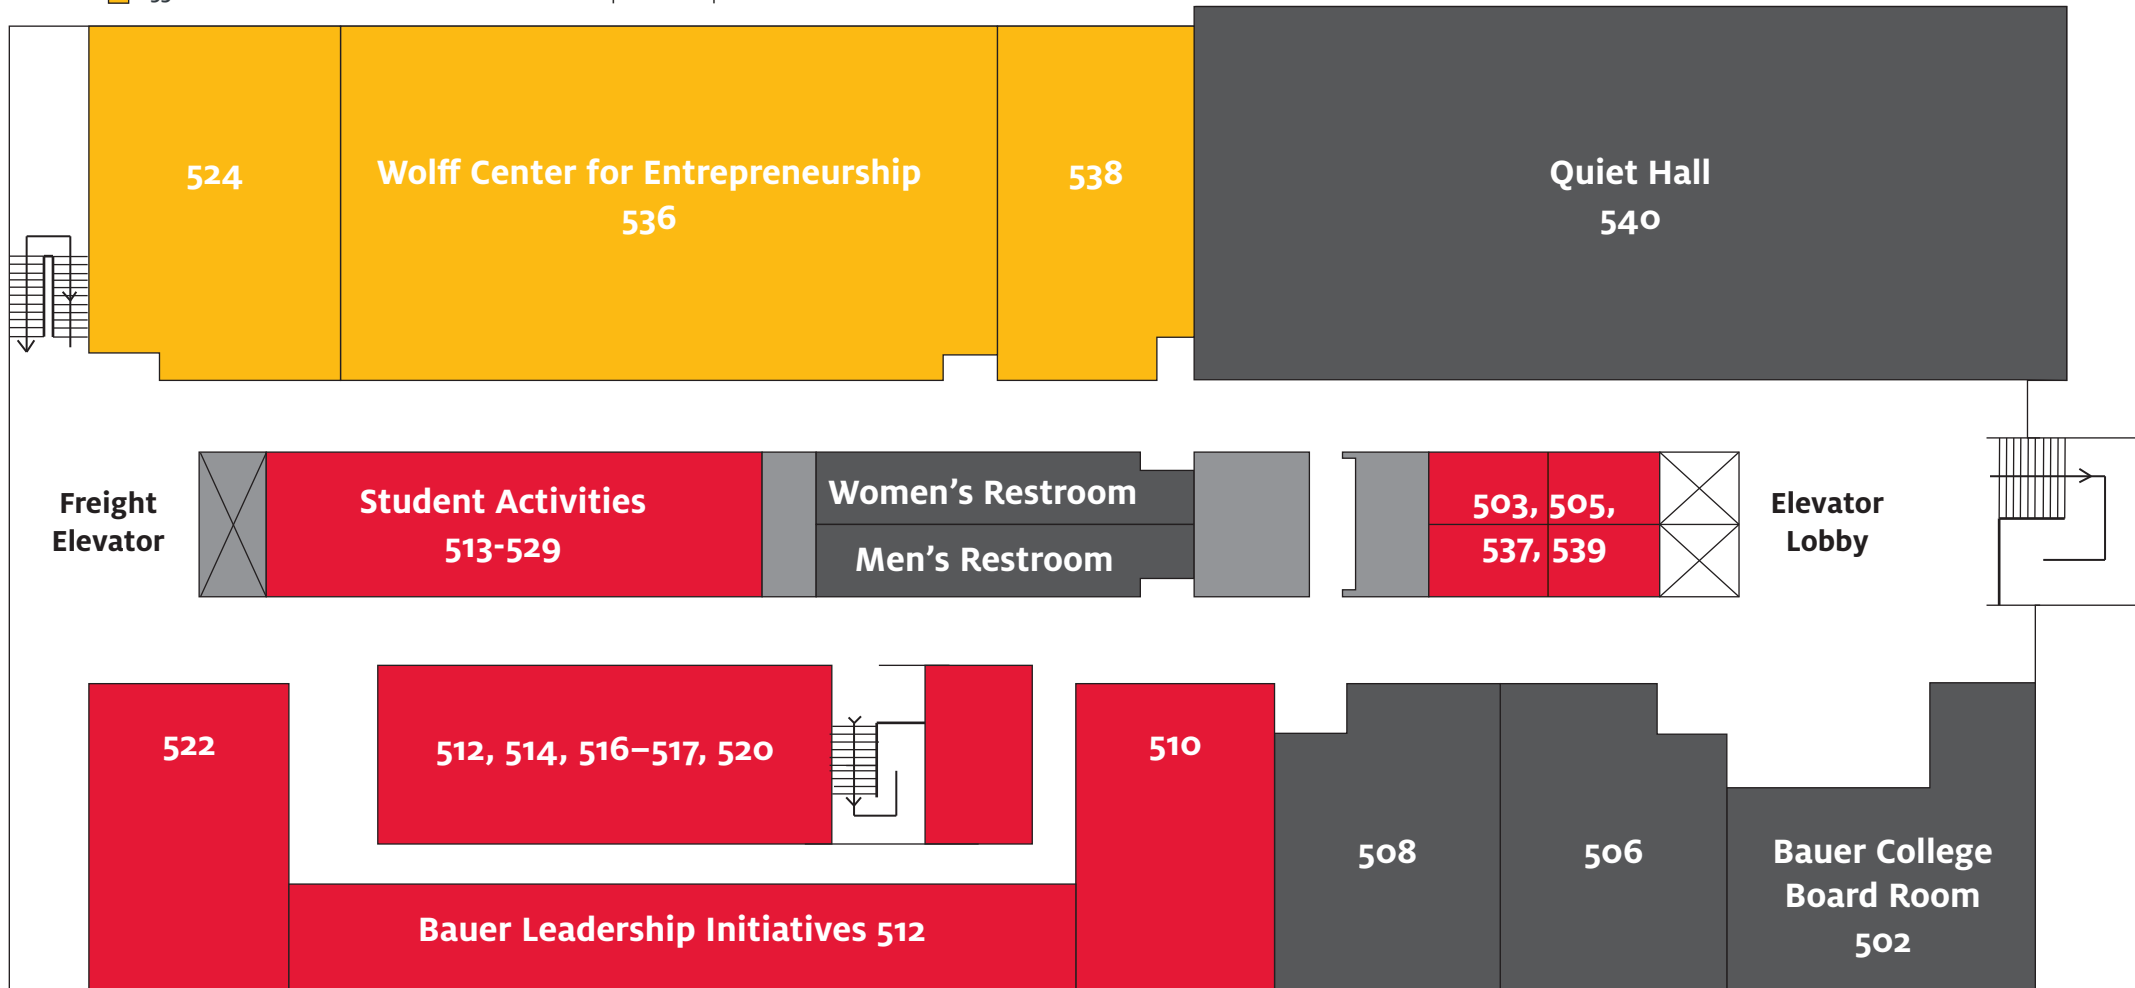 524
Wolff Center for Entrepreneurship
536
538
Quiet Hall
540
Freight
Elevator
Student Activities
513-529
Women's Restroom
Men's Restroom
503, 505,
537, 539
Elevator
Lobby
522
512, 514, 516–517, 520
510
508
506
Bauer College
Board Room
502
Bauer Leadership Initiatives 512